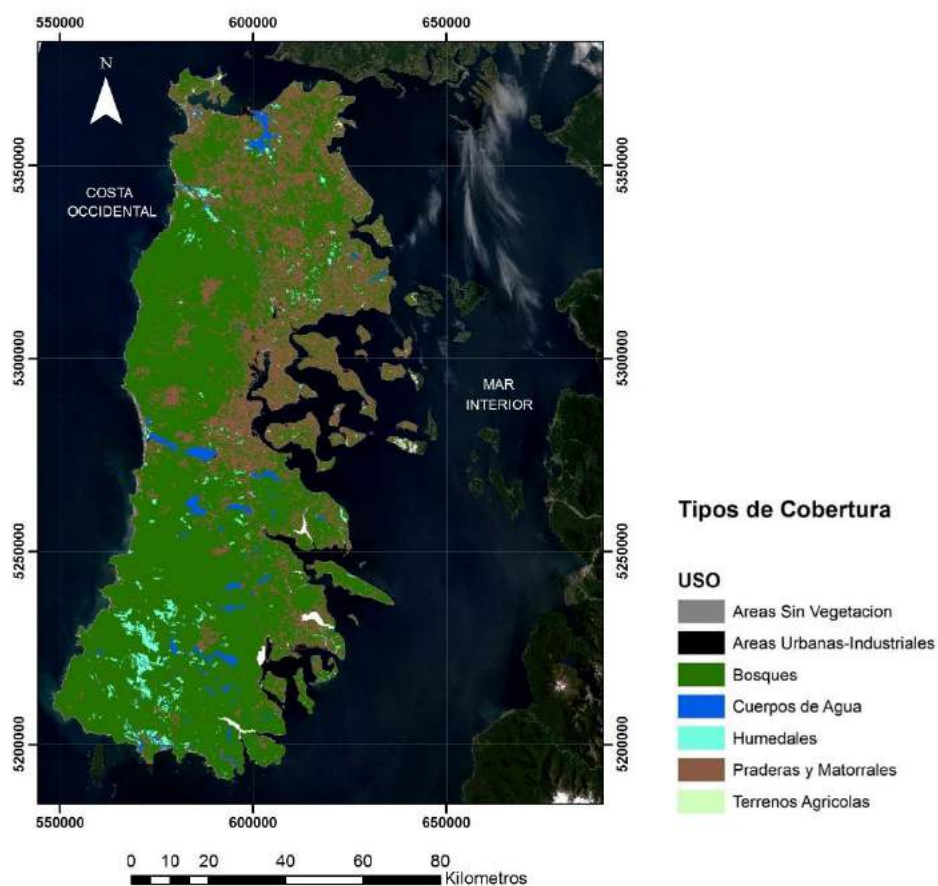 550000 600000 650000
N
5350000 5350000
COSTA
OCCIDENTAL
5300000 5300000
MAR
INTERIOR
5250000 5250000
5200000 5200000
550000 600000 650000
0 10 20 40 60 80
Kilometros
Tipos de Cobertura
USO
Areas Sin Vegetacion
Areas Urbanas-Industriales
Bosques
Cuerpos de Agua
Humedales
Praderas y Matorrales
Terrenos Agricolas